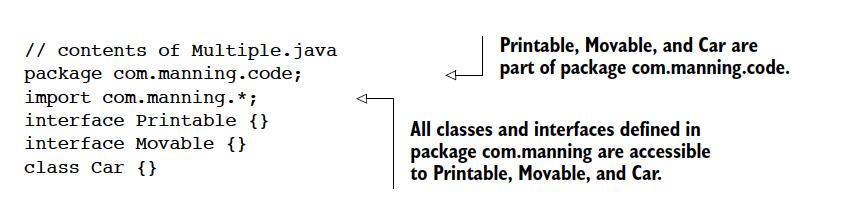 // contents of Multiple.java
package com.manning.code;
import com.manning.*;
interface Printable {}
interface Movable {}
class Car {}
Printable, Movable, and Car are
part of package com.manning.code.
All classes and interfaces defined in
package com.manning are accessible
to Printable, Movable, and Car.